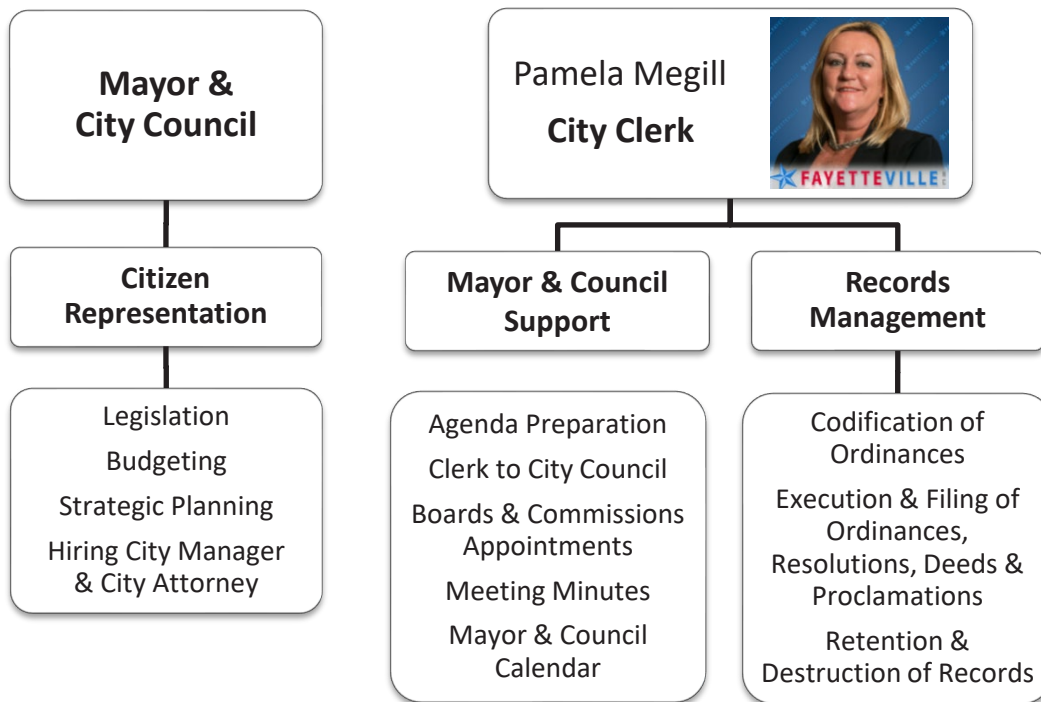 Mayor &
City Council
Citizen
Representation
Legislation
Budgeting
Strategic Planning
Hiring City Manager
& City Attorney
Pamela Megill
City Clerk
FAYETTEVILLE
Mayor & Council
Support
Agenda Preparation
Clerk to City Council
Boards & Commissions
Appointments
Meeting Minutes
Mayor & Council
Calendar
Records
Management
Codification of
Ordinances
Execution & Filing of
Ordinances,
Resolutions, Deeds &
Proclamations
Retention &
Destruction of Records